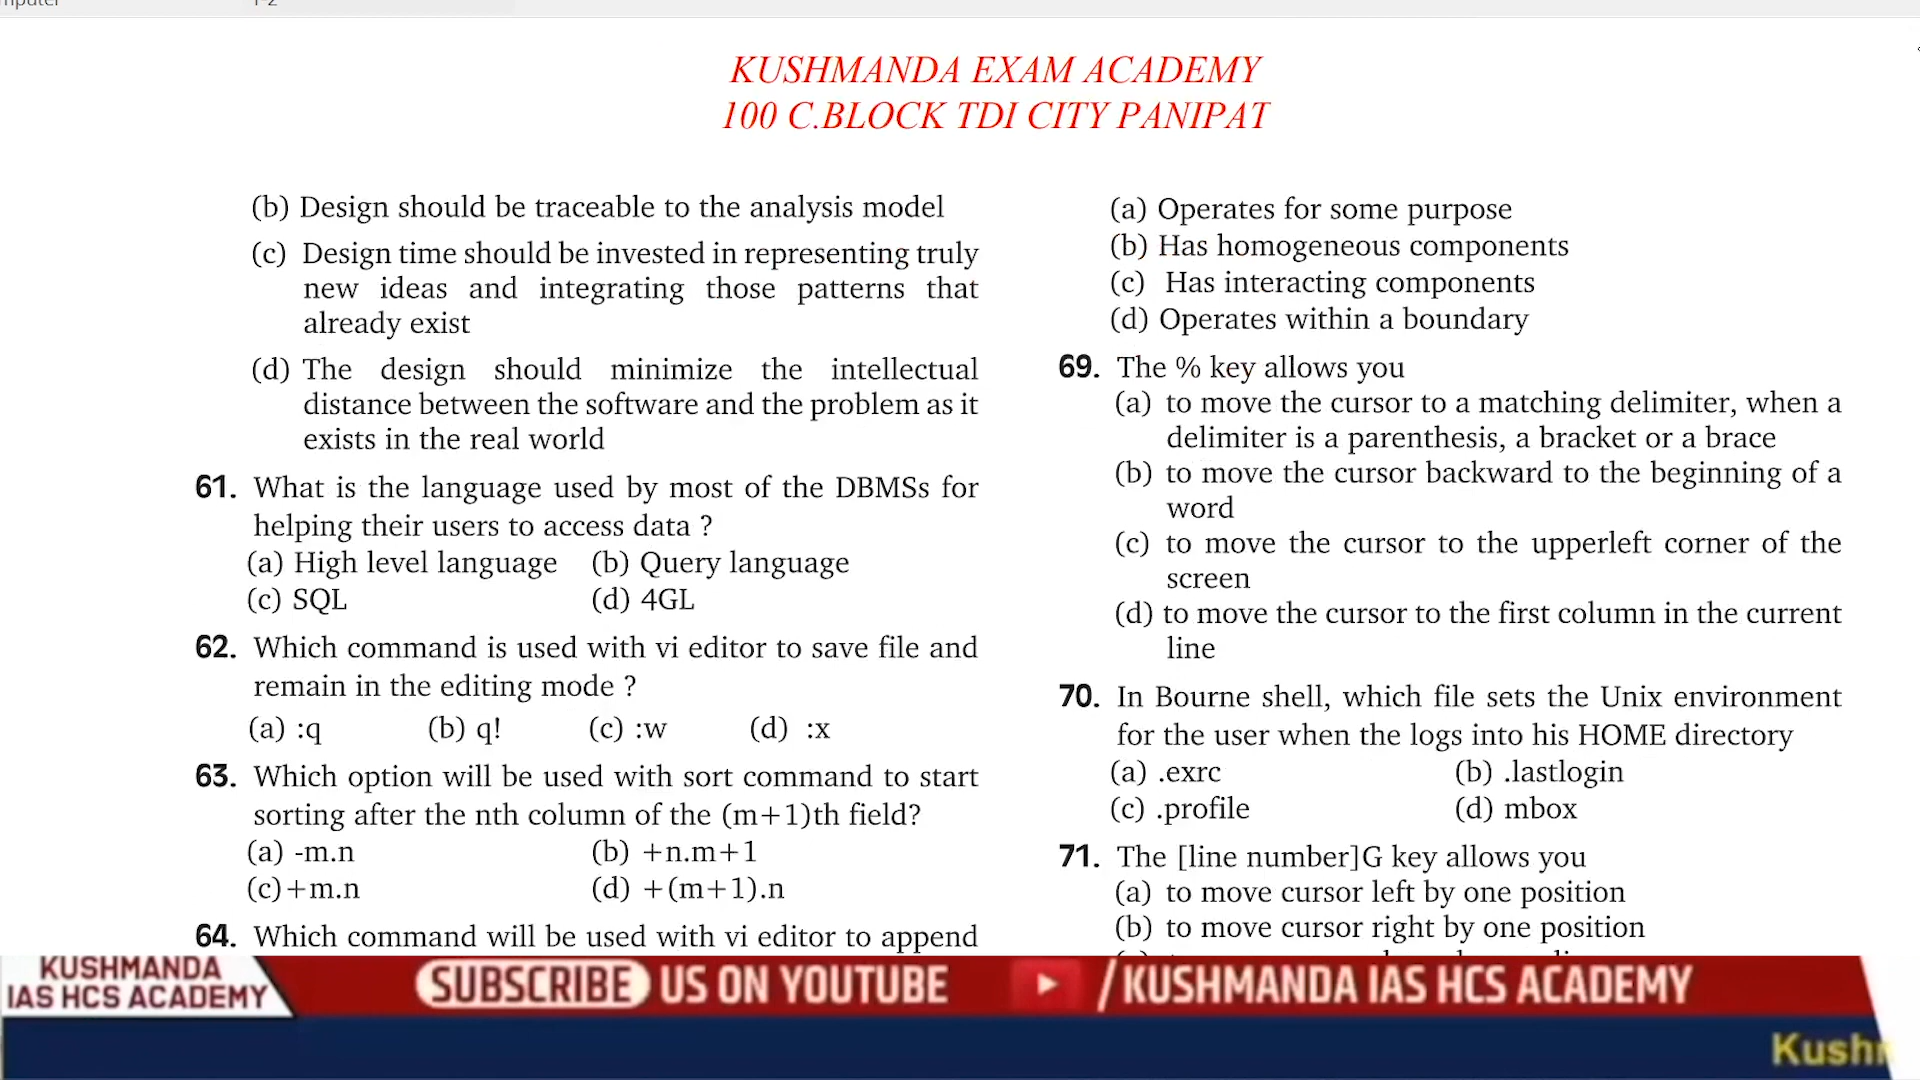 KUSHMANDA EXAM ACADEMY
100 C.BLOCK TDI CITY PANIPAT
(b) Design should be traceable to the analysis model
(c) Design time should be invested in representing truly
new ideas and integrating those patterns that
already exist
(d) The design should minimize the intellectual
distance between the software and the problem as it
exists in the real world
61. What is the language used by most of the DBMSs for
helping their users to access data ?
(a) High level language (b) Query language
(c) SQL (d) 4GL
62. Which command is used with vi editor to save file and
remain in the editing mode ?
(a) :q (b) q! (c) :w (d) :x
63. Which option will be used with sort command to start
sorting after the nth column of the (m+1)th field?
(a) -m.n (b) +n.m+1
(c)+m.n (d) +(m+1).n
64. Which command will be used with vi editor to append
(a) Operates for some purpose
(b) Has homogeneous components
(c) Has interacting components
(d) Operates within a boundary
69. The % key allows you
(a) to move the cursor to a matching delimiter, when a
delimiter is a parenthesis, a bracket or a brace
(b) to move the cursor backward to the beginning of a
word
(c) to move the cursor to the upperleft corner of the
screen
(d) to move the cursor to the first column in the current
line
70. In Bourne shell, which file sets the Unix environment
for the user when the logs into his HOME directory
(a) .exrc (b) .lastlogin
(c) .profile (d) mbox
71. The [line number]G key allows you
(a) to move cursor left by one position
(b) to move cursor right by one position
KUSHMANDA
IAS HCS ACADEMY
SUBSCRIBE US ON YOUTUBE /KUSHMANDA IAS HCS ACADEMY